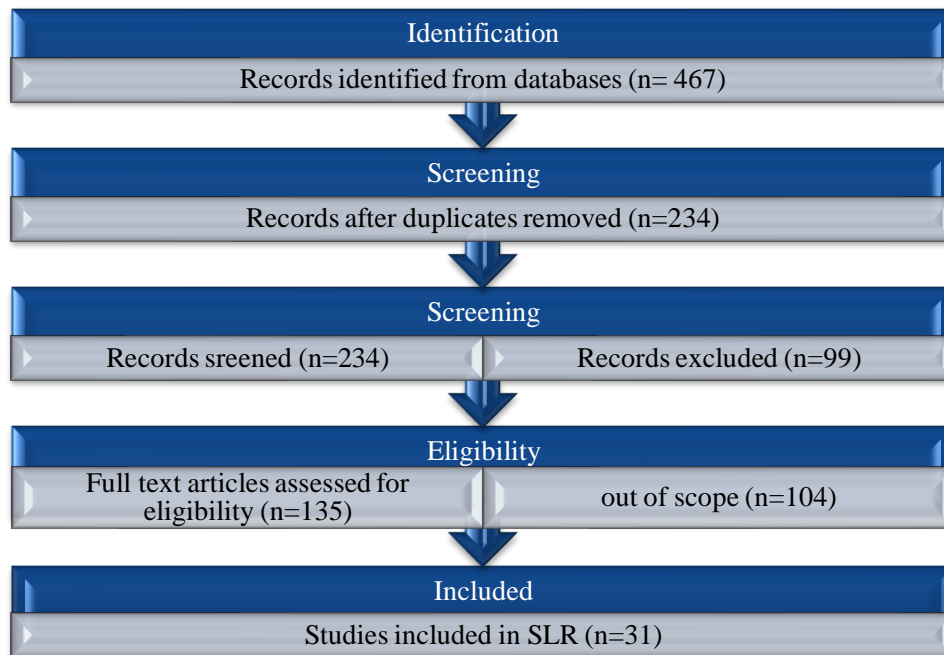 Identification
Records identified from databases (n= 467)
Screening
Records after duplicates removed (n=234)
Screening
Records sreened (n=234)
Records excluded (n=99)
Eligibility
Full text articles assessed for
eligibility (n=135)
out of scope (n=104)
Included
Studies included in SLR (n=31)